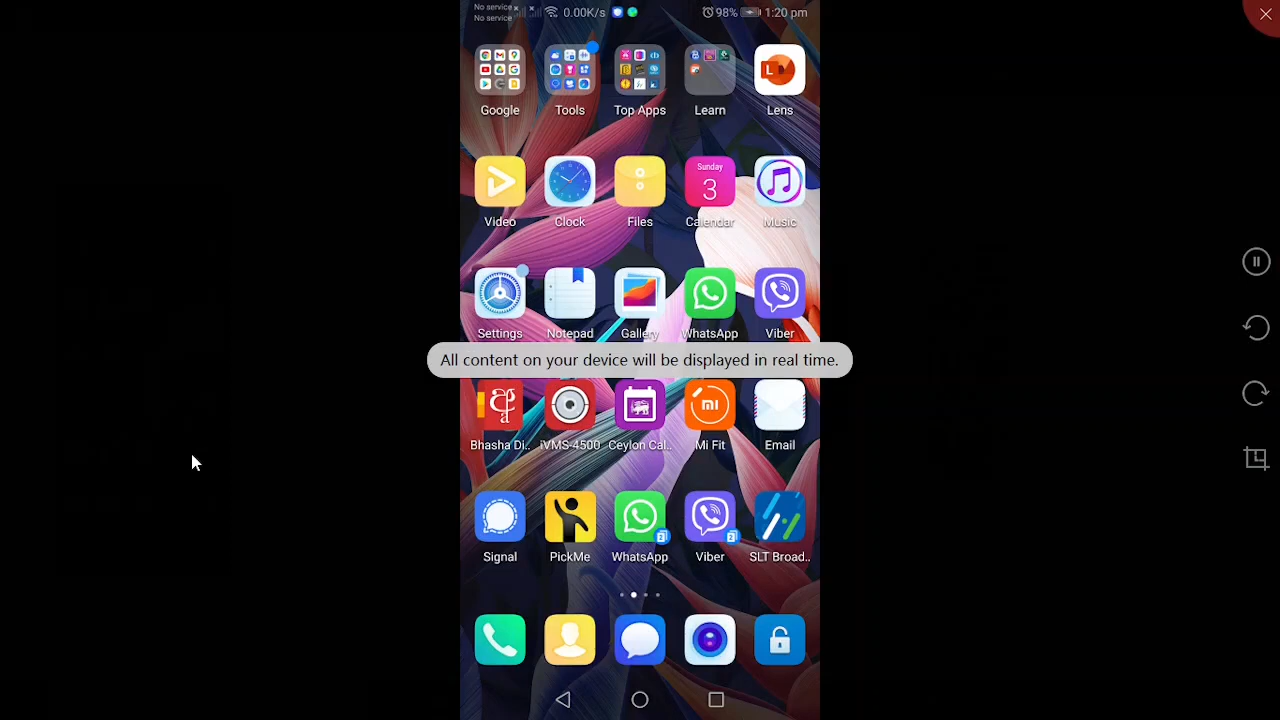 No service
No service
0.00K/s
98%
1:20 pm
Google
Tools
Top Apps
Learn
Lens
Sunday
3
Video
Clock
Files
Calendar
Music
Settings
Notepad
Gallery
WhatsApp
Viber
All content on your device will be displayed in real time.
අ
a
mi
Bhasha Di..
iVMS-4500
Ceylon Cal..
Mi Fit
Email
Signal
PickMe
WhatsApp
Viber
SLT Broad..